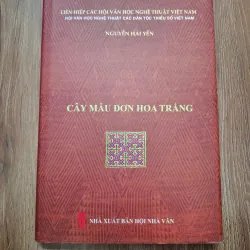 LIÊN HIỆP CÁC HỘI VĂN HỌC NGHỆ THUẬT VIỆT NAM
HỘI VĂN HỌC NGHỆ THUẬT CÁC DÂN TỘC THIỂU SỐ VIỆT NAM
NGUYỄN HẢI YẾN
CÂY MẪU ĐƠN HOA TRẮNG
NHÀ XUẤT BẢN HỘI NHÀ VĂN